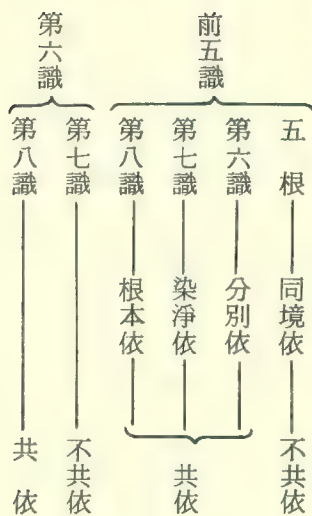 前五識
五根 同境依 不共依
第六識 分別依
第七識 染淨依
第八識 根本依
共依
第六識
第七識 不共依
第八識 共依